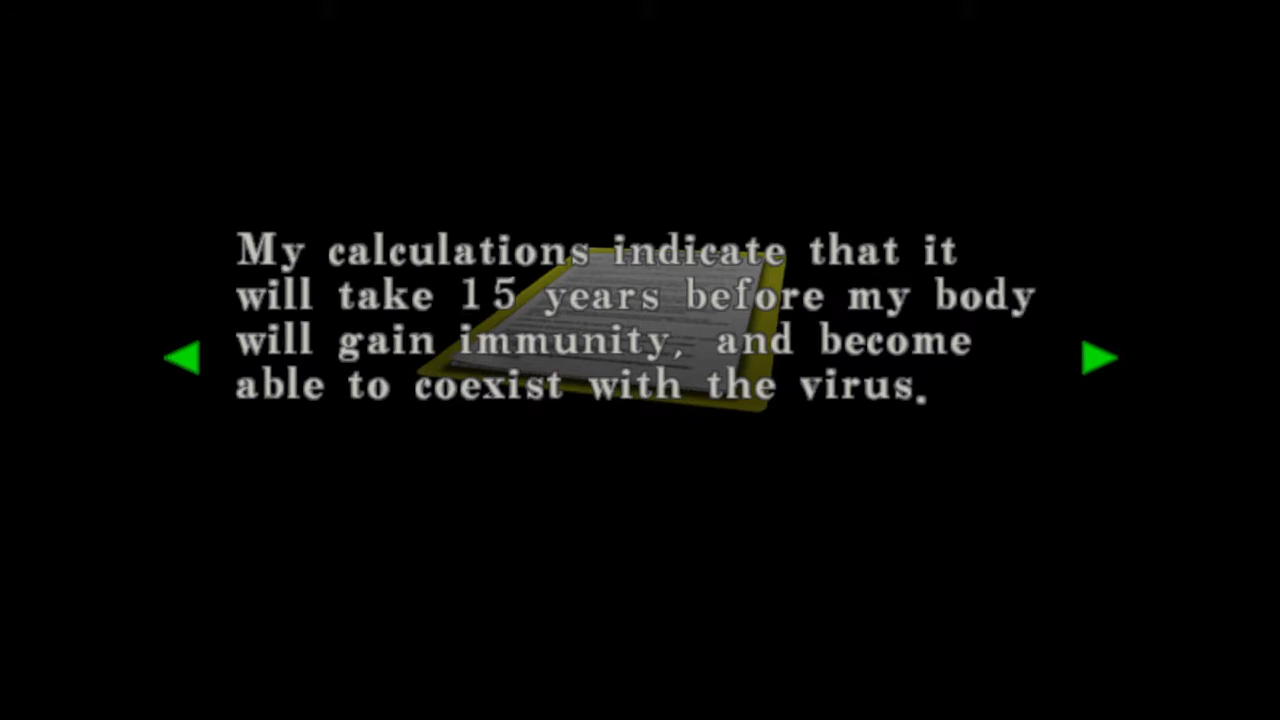 My calculations indicate that it
will take 15 years before my body
will gain immunity, and become
able to coexist with the virus.